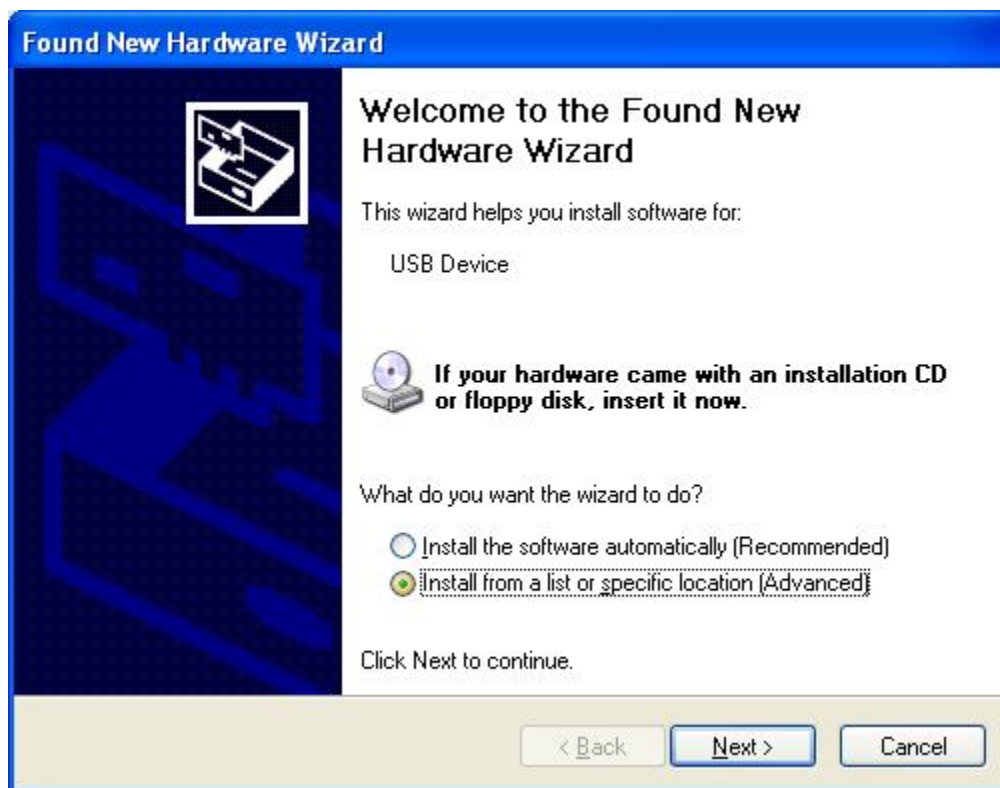 Found New Hardware Wizard
Welcome to the Found New
Hardware Wizard
This wizard helps you install software for:
USB Device
If your hardware came with an installation CD
or floppy disk, insert it now.
What do you want the wizard to do?
Install the software automatically (Recommended)
Install from a list or specific location (Advanced)
Click Next to continue.
< Back Next > Cancel